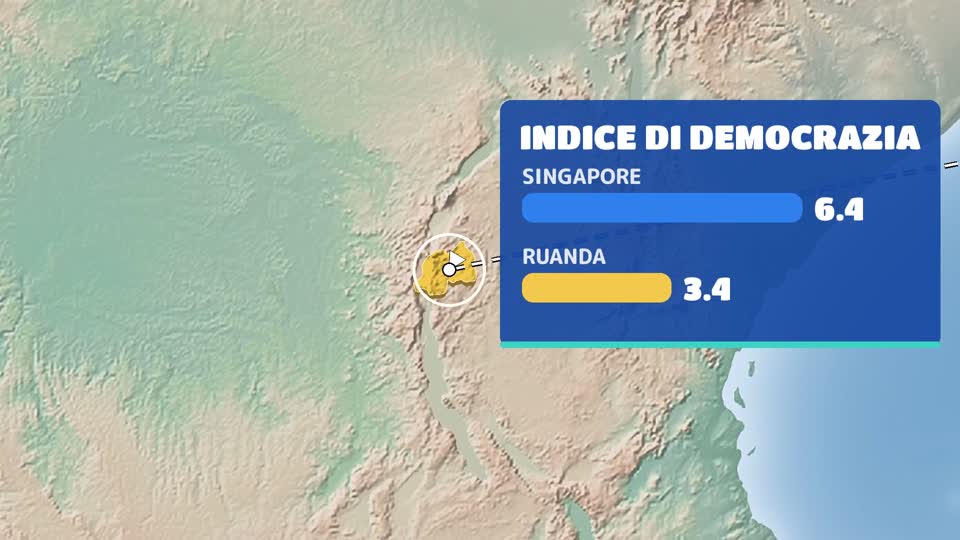 INDICE DI DEMOCRAZIA
SINGAPORE
6.4
RUANDA
3.4